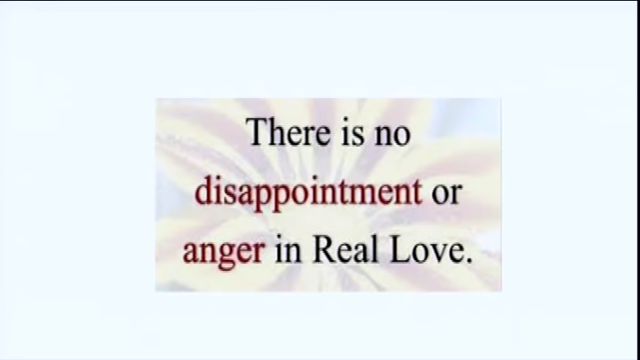 There is no
disappointment or
anger in Real Love.